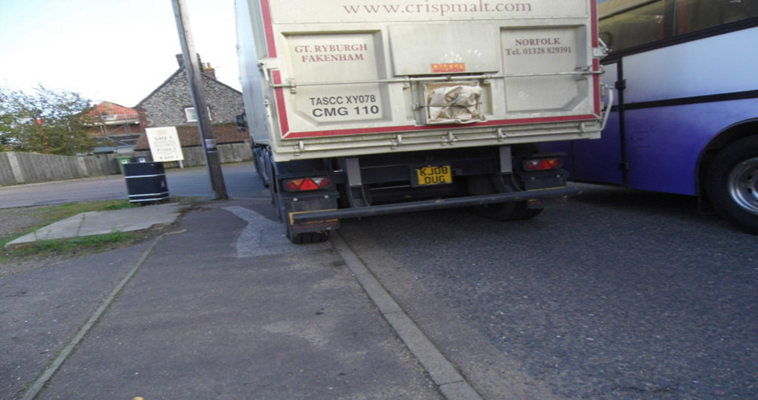 www.crispmalt.com
GT. RYBURGH
FAKENHAM
NORFOLK
Tel. 01328 829391
TASCC XY078
CMG 110
KJ08
DUG